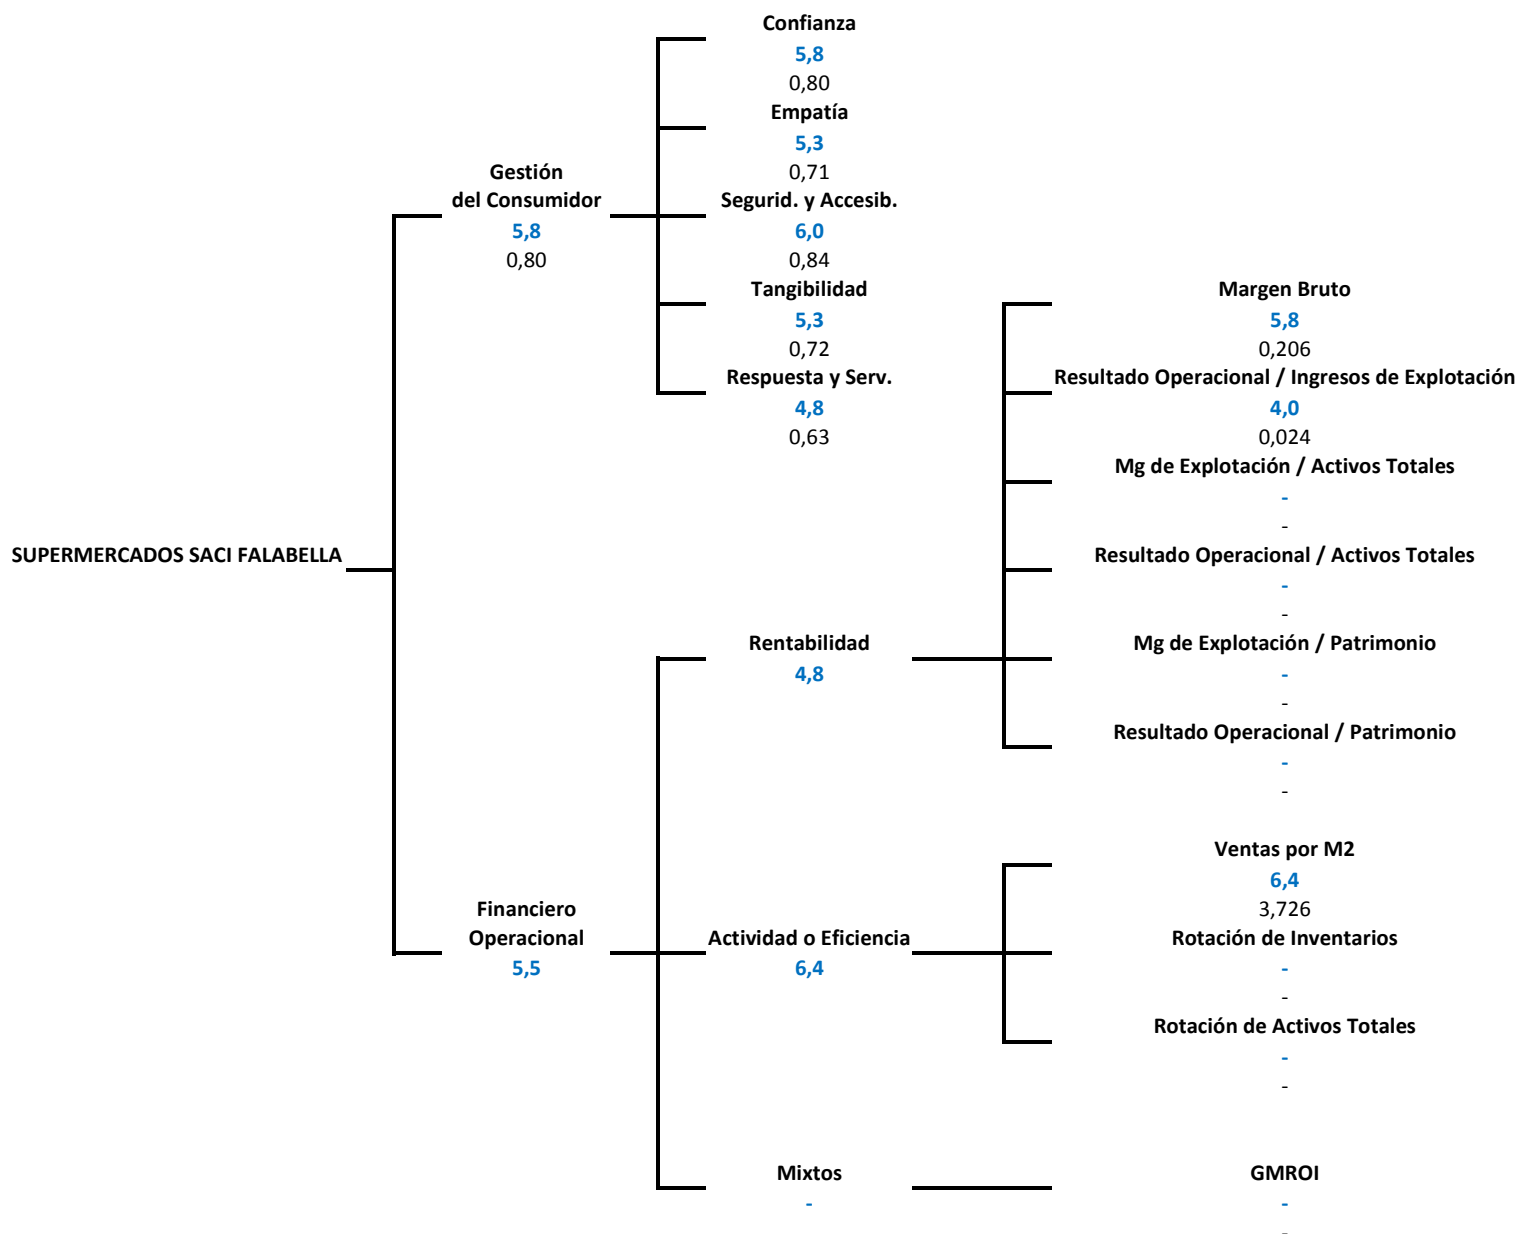 Confianza
5,8
0,80
Empatía
5,3
0,71
Gestión
del Consumidor
5,8
0,80
Segurid. y Accesib.
6,0
0,84
Tangibilidad
5,3
0,72
Respuesta y Serv.
4,8
0,63
Margen Bruto
5,8
0,206
Resultado Operacional / Ingresos de Explotación
4,0
0,024
Mg de Explotación / Activos Totales
-
-
SUPERMERCADOS SACI FALABELLA
Resultado Operacional / Activos Totales
-
-
Rentabilidad
4,8
Mg de Explotación / Patrimonio
-
-
Resultado Operacional / Patrimonio
-
-
Ventas por M2
6,4
3,726
Financiero
Operacional
5,5
Actividad o Eficiencia
6,4
Rotación de Inventarios
-
-
Rotación de Activos Totales
-
-
Mixtos
-
GMROI
-
-